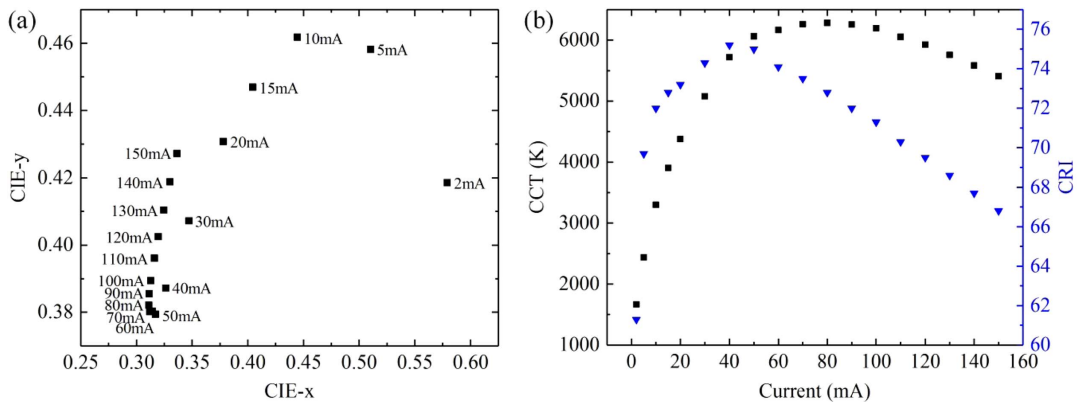 (a)
0.46
0.44
0.42
0.40
0.38
CIE-y
10mA
5mA
15mA
20mA
150mA
140mA
2mA
130mA
30mA
120mA
110mA
100mA
40mA
90mA
80mA
70mA
50mA
60mA
0.25 0.30 0.35 0.40 0.45 0.50 0.55 0.60
CIE-x
(b)
6000
5000
4000
3000
2000
1000
CCT (K)
76
74
72
70
68
66
64
62
60
CRI
0 20 40 60 80 100 120 140 160
Current (mA)